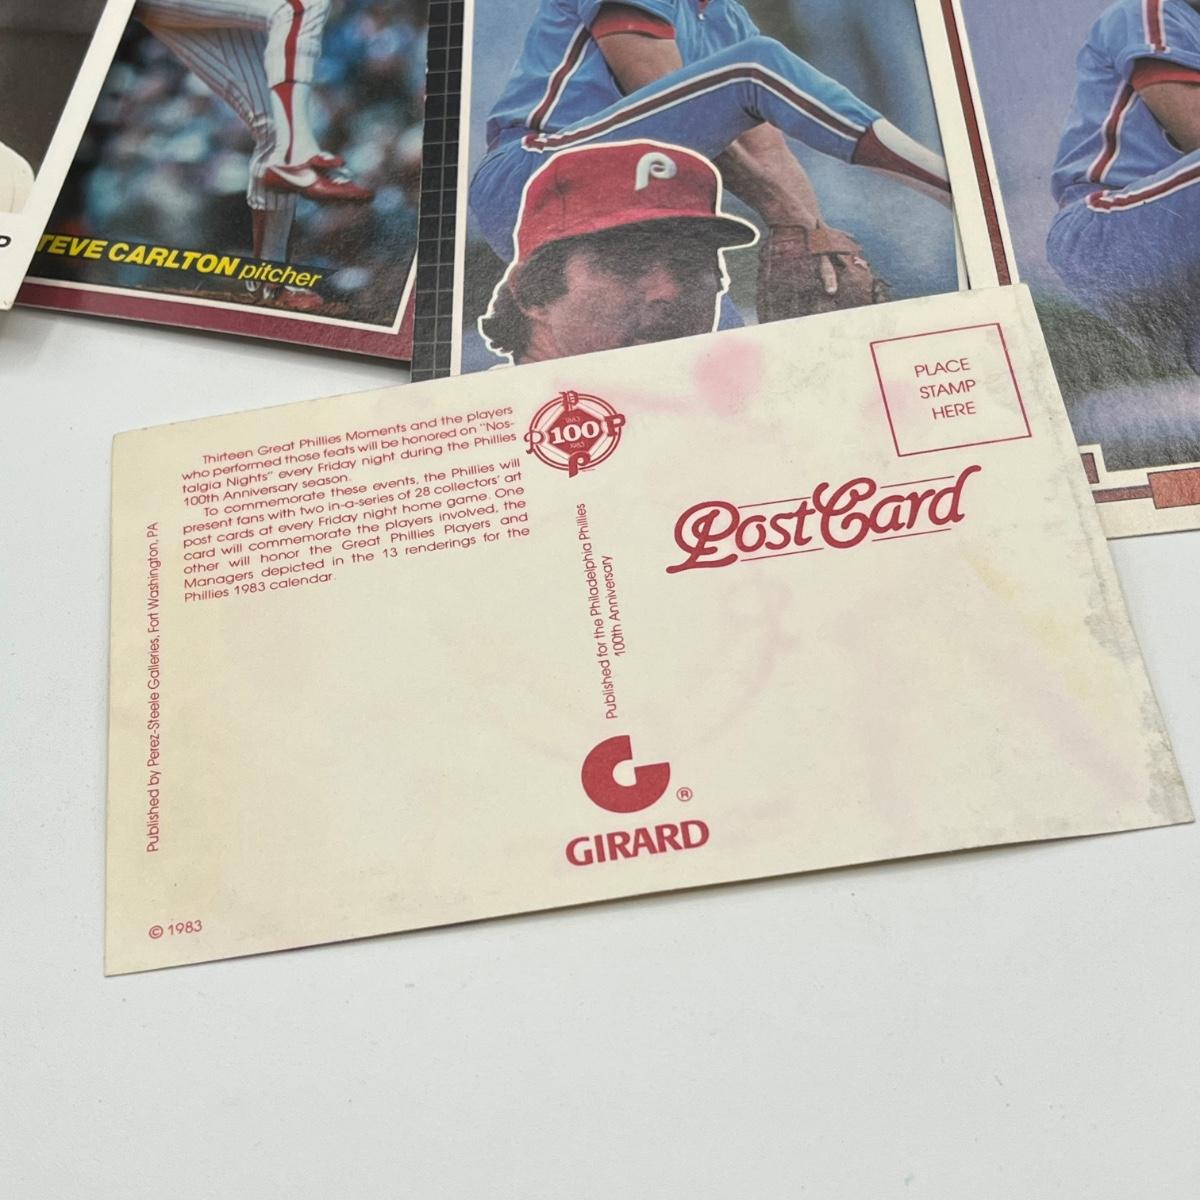 TEVE CARLTON pitcher
P
P
Thirteen Great Phillies Moments and the players
who performed those feats will be honored on "Nos-
talgia Nights" every Friday night during the Phillies
100th Anniversary season.
To commemorate these events, the Phillies will
present fans with two in-a-series of 28 collectors' art
post cards at every Friday night home game. One
card will commemorate the players involved, the
other will honor the Great Phillies Players and
Managers depicted in the 13 renderings for the
Phillies 1983 calendar.
P
1883
P 100 P
1983
P
PLACE
STAMP
HERE
Post Card
Published by Perez-Steele Galleries, Fort Washington, PA
Published for the Philadelphia Phillies
100th Anniversary
®
GIRARD
© 1983